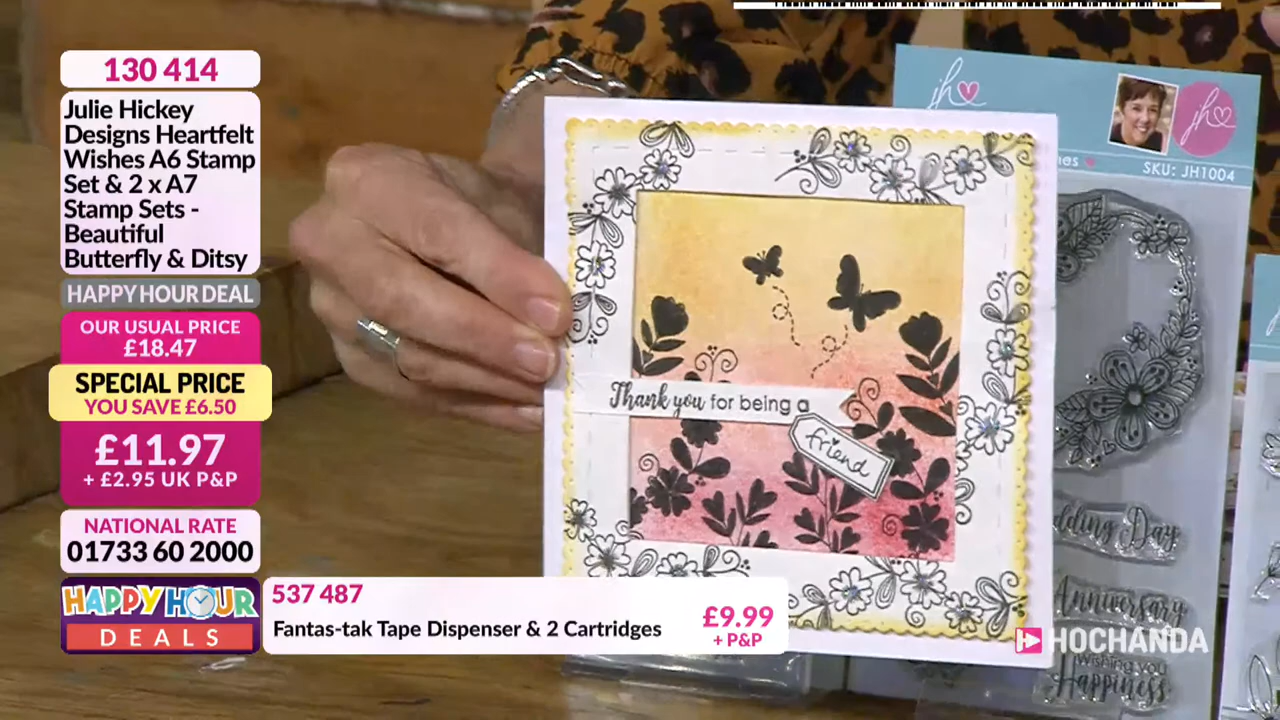 130 414
Julie Hickey
Designs Heartfelt
Wishes A6 Stamp
Set & 2 x A7
Stamp Sets -
Beautiful
Butterfly & Ditsy
HAPPY HOUR DEAL
OUR USUAL PRICE
£18.47
SPECIAL PRICE
YOU SAVE £6.50
£11.97
+ £2.95 UK P&P
NATIONAL RATE
01733 60 2000
HAPPY HOUR
DEALS
537 487
Fantas-tak Tape Dispenser & 2 Cartridges
£9.99
+ P&P
Thank you for being a
friend
jh
jh
SKU: JH1004
Day
Anniversary
Wishing you
Happiness
HOCHANDA